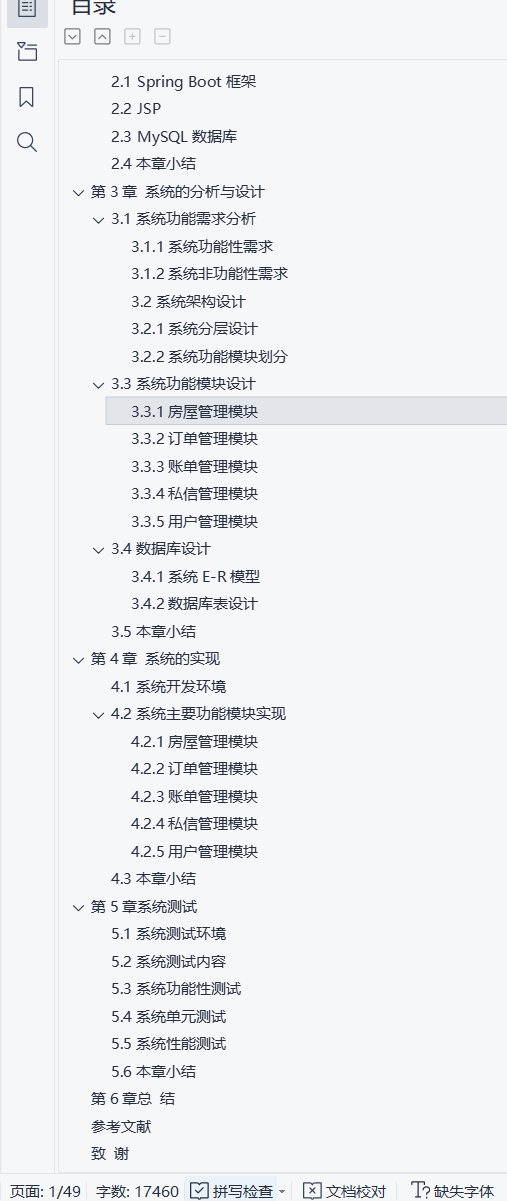 目录
2.1 Spring Boot 框架
2.2 JSP
2.3 MySQL 数据库
2.4 本章小结
第 3 章 系统的分析与设计
3.1 系统功能需求分析
3.1.1 系统功能性需求
3.1.2 系统非功能性需求
3.2 系统架构设计
3.2.1 系统分层设计
3.2.2 系统功能模块划分
3.3 系统功能模块设计
3.3.1 房屋管理模块
3.3.2 订单管理模块
3.3.3 账单管理模块
3.3.4 私信管理模块
3.3.5 用户管理模块
3.4 数据库设计
3.4.1 系统 E-R 模型
3.4.2 数据库表设计
3.5 本章小结
第 4 章 系统的实现
4.1 系统开发环境
4.2 系统主要功能模块实现
4.2.1 房屋管理模块
4.2.2 订单管理模块
4.2.3 账单管理模块
4.2.4 私信管理模块
4.2.5 用户管理模块
4.3 本章小结
第 5 章系统测试
5.1 系统测试环境
5.2 系统测试内容
5.3 系统功能性测试
5.4 系统单元测试
5.5 系统性能测试
5.6 本章小结
第 6 章总 结
参考文献
致 谢
页面: 1/49 字数: 17460 拼写检查 文档校对 缺失字体